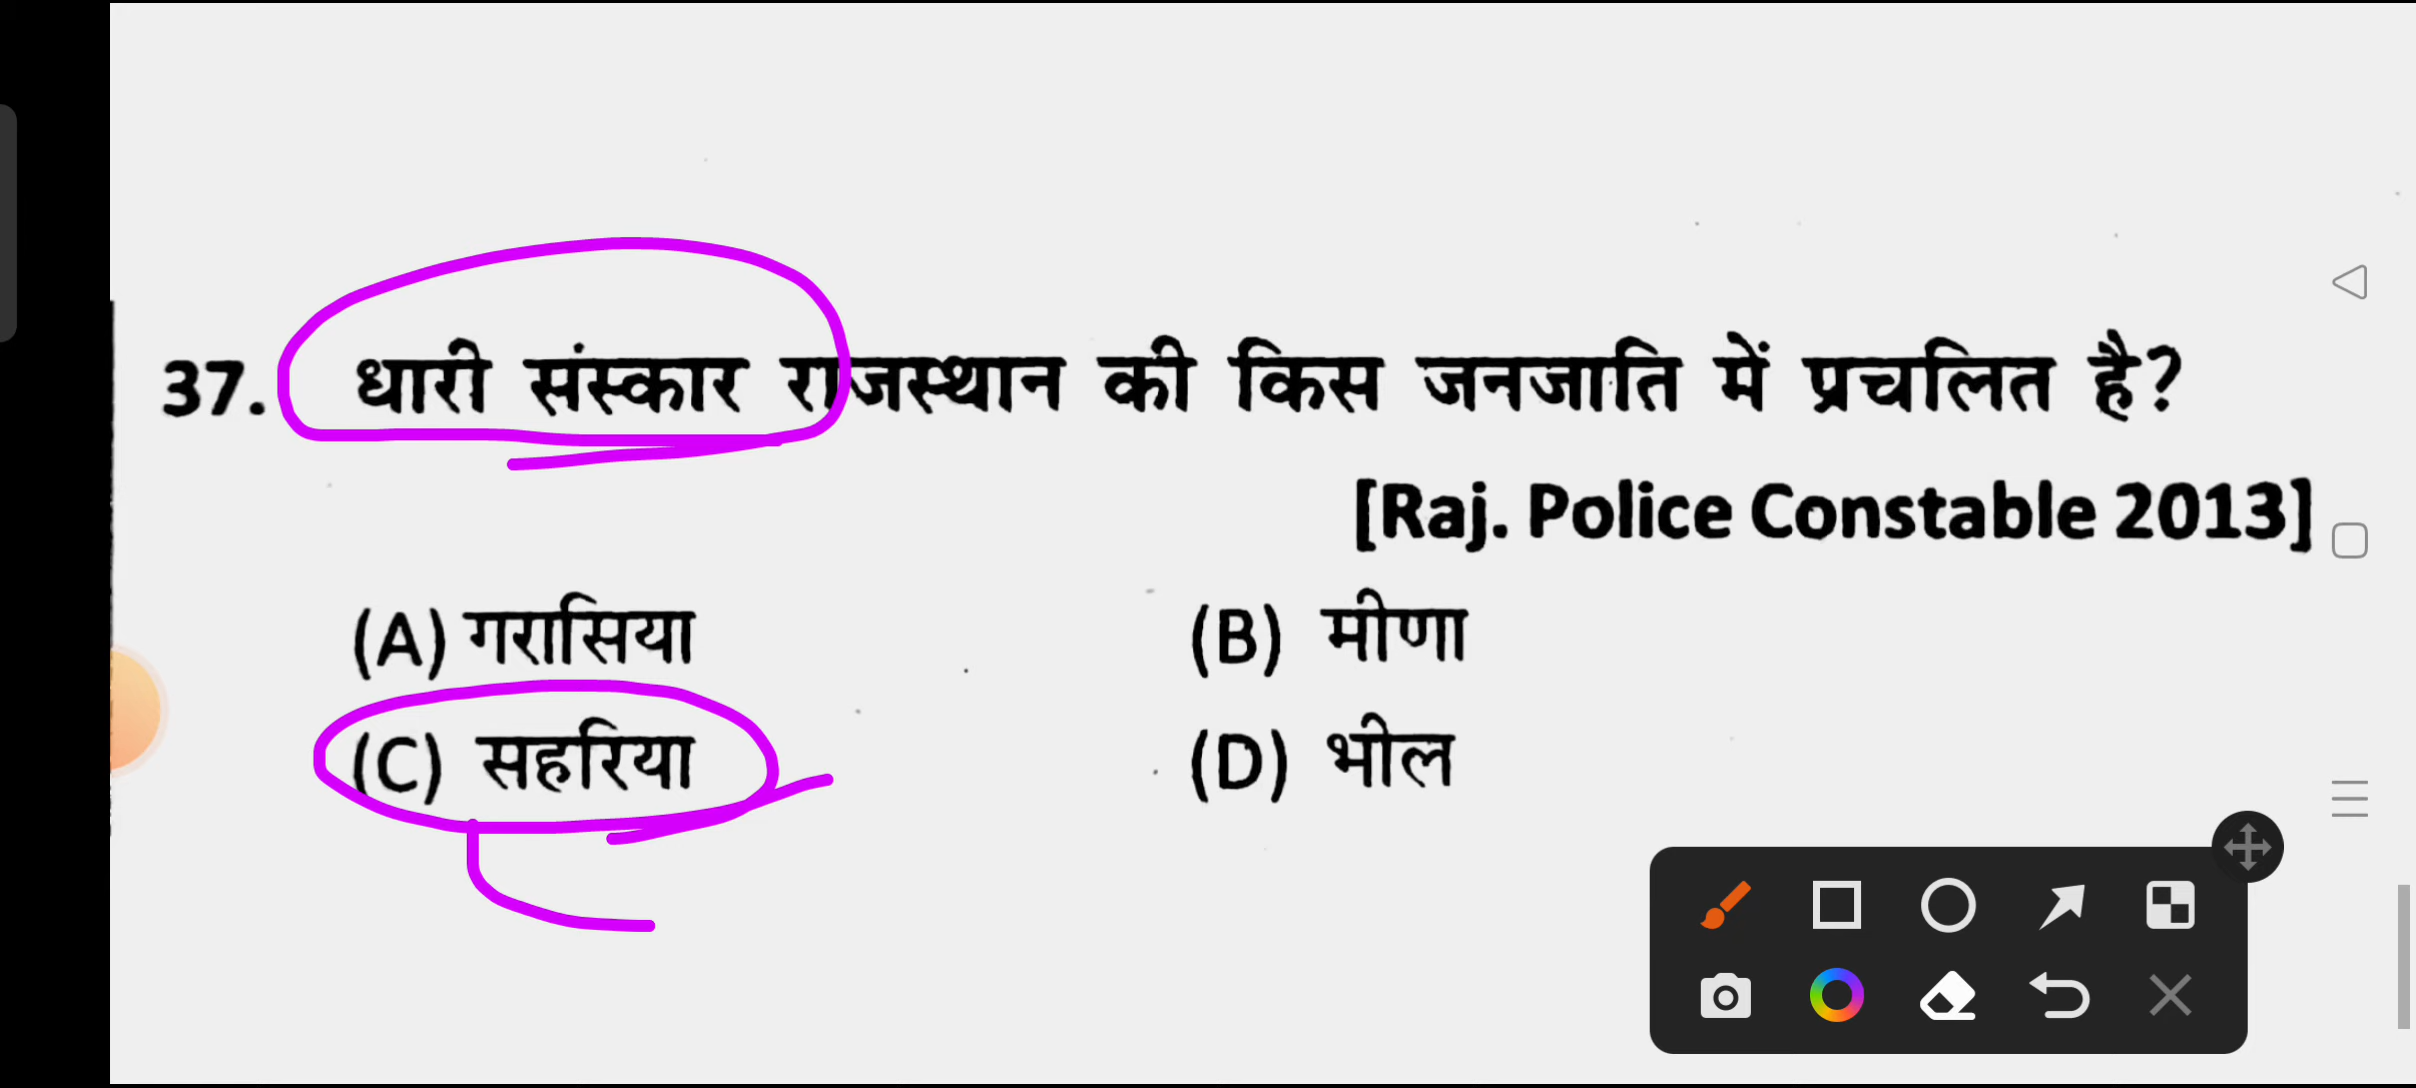 37. धारी संस्कार राजस्थान की किस जनजाति में प्रचलित है?
[Raj. Police Constable 2013]
(A) गरासिया (B) मीणा
(C) सहरिया (D) भील